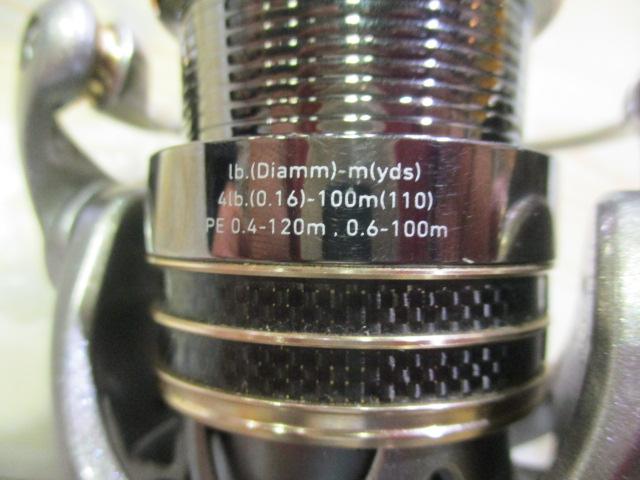 lb.(Diamm)-m(yds)
4lb.(0.16)-100m(110)
PE 0.4-120m , 0.6-100m